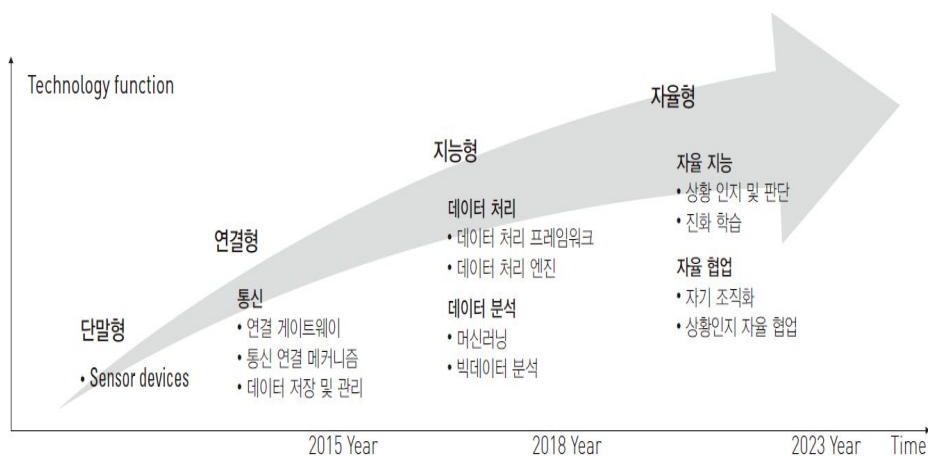 Technology function
자율형
지능형
연결형
단말형
• Sensor devices
통신
• 연결 게이트웨이
• 통신 연결 메커니즘
• 데이터 저장 및 관리
데이터 처리
• 데이터 처리 프레임워크
• 데이터 처리 엔진
데이터 분석
• 머신러닝
• 빅데이터 분석
자율 지능
• 상황 인지 및 판단
• 진화 학습
자율 협업
• 자기 조직화
• 상황인지 자율 협업
2015 Year
2018 Year
2023 Year
Time